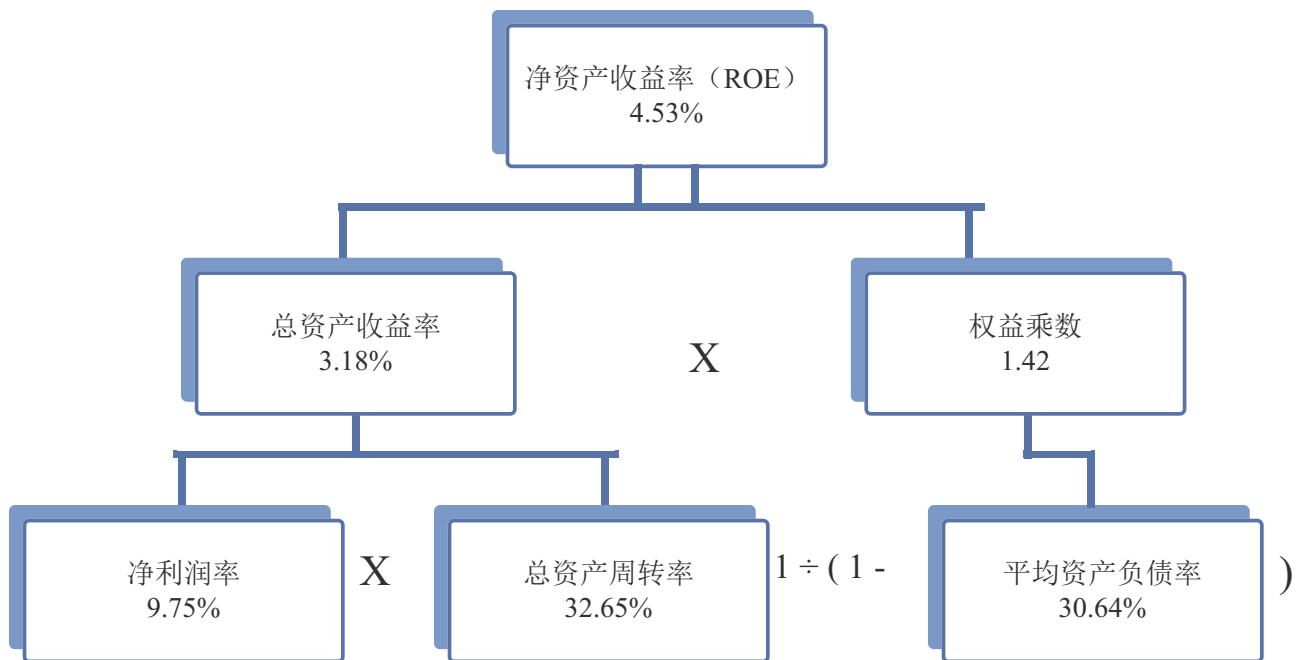 净资产收益率（ROE）
4.53%
总资产收益率
3.18%
X
权益乘数
1.42
净利润率
9.75%
X
总资产周转率
32.65%
1 ÷ ( 1 -
平均资产负债率
30.64%
)